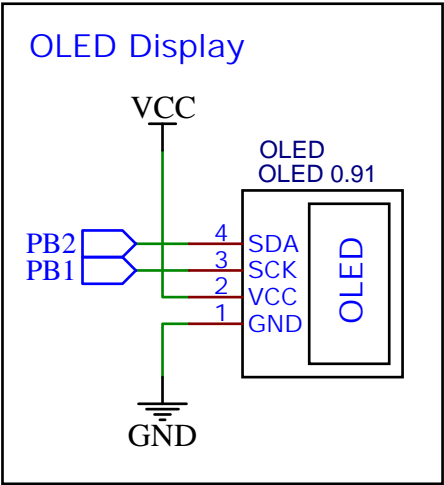 OLED Display
VCC
OLED
OLED 0.91
PB2
4
SDA
PB1
3
SCK
2
VCC
1
GND
OLED
GND